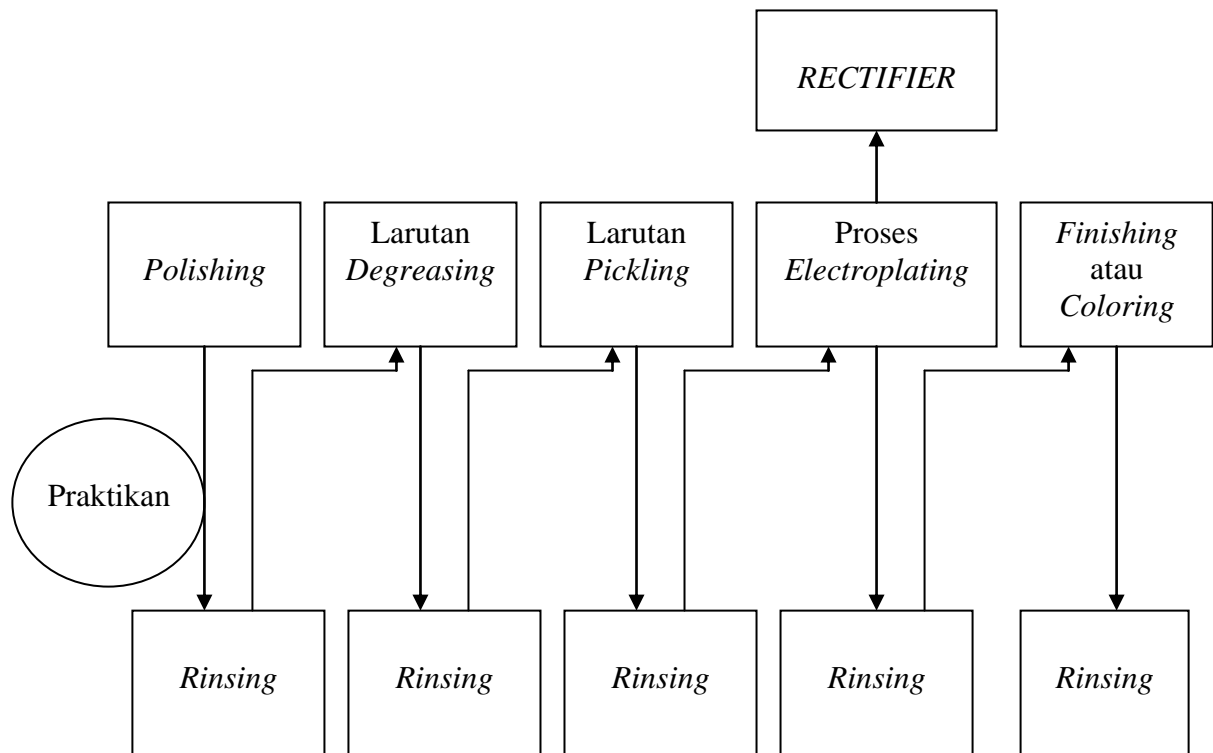 RECTIFIER
Polishing
Larutan
Degreasing
Larutan
Pickling
Proses
Electroplating
Finishing
atau
Coloring
Praktikan
Rinsing
Rinsing
Rinsing
Rinsing
Rinsing